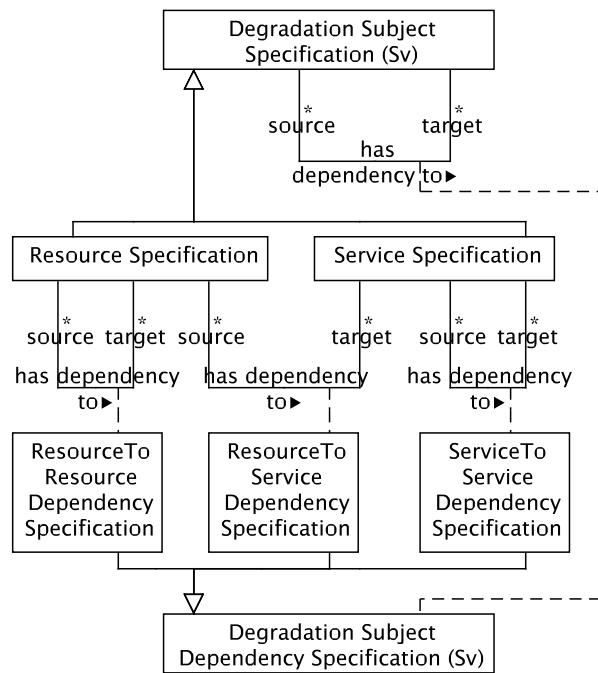 Degradation Subject
Specification (Sv)
* *
source target
has
dependency to▶
Resource Specification Service Specification
* * * * * *
source target source target source target
has dependency has dependency has dependency
to▶ to▶ to▶
ResourceTo
Resource
Dependency
Specification
ResourceTo
Service
Dependency
Specification
ServiceTo
Service
Dependency
Specification
Degradation Subject
Dependency Specification (Sv)